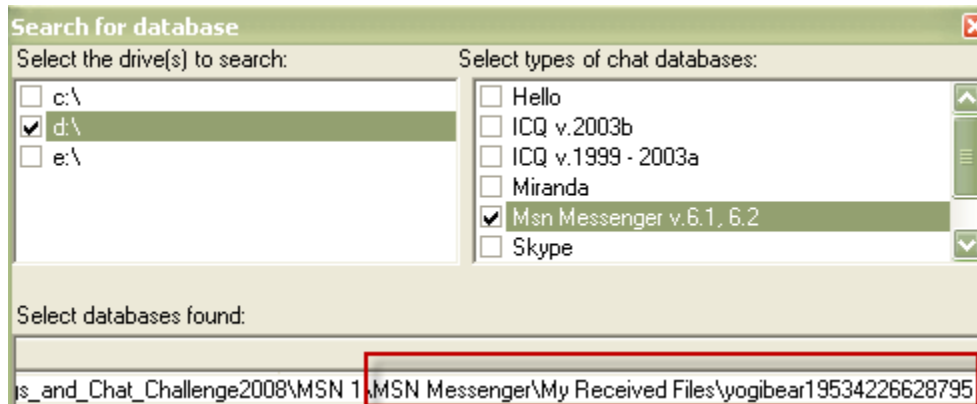 Search for database
Select the drive(s) to search:
c:\
d:\
e:\
Select types of chat databases:
Hello
ICQ v.2003b
ICQ v.1999 - 2003a
Miranda
Msn Messenger v.6.1, 6.2
Skype
Select databases found:
gs_and_Chat_Challenge2008\MSN 1\MSN Messenger\My Received Files\yogibear19534226628795